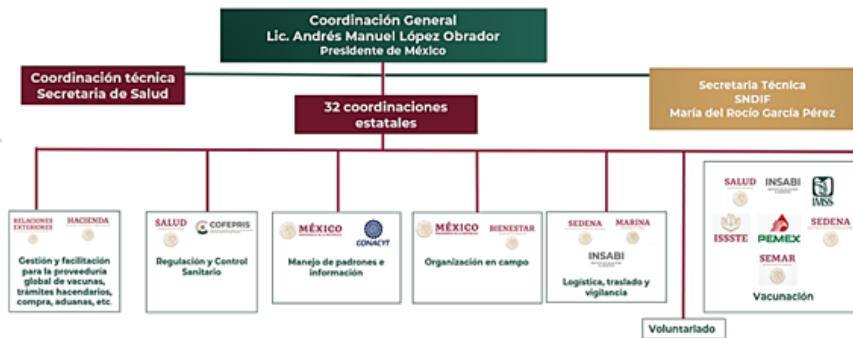 Coordinación General
Lic. Andrés Manuel López Obrador
Presidente de México
Coordinación técnica
Secretaria de Salud
Secretaria Técnica
SNDIF
María del Rocío García Pérez
32 coordinaciones
estatales
RELACIONES
EXTERIORES
HACIENDA
Gestión y facilitación
para la proveeduría
global de vacunas,
trámites hacendarios,
compra, aduanas, etc.
SALUD
COFEPRIS
Regulación y Control
Sanitario
MÉXICO
CONACYT
Manejo de padrones e
información
MÉXICO
BIENESTAR
Organización en campo
SEDENA
MARINA
INSABI
Logística, traslado y
vigilancia
SALUD
INSABI
IMSS
ISSSTE
PEMEX
SEDENA
SEMAR
Vacunación
Voluntariado